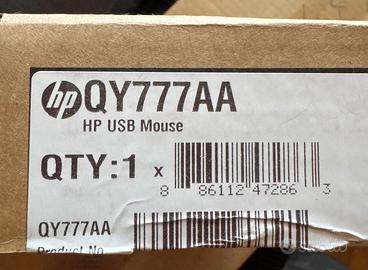 hp QY777AA
HP USB Mouse
QTY:1 x
8 86112 47286 3
QY777AA
Product No